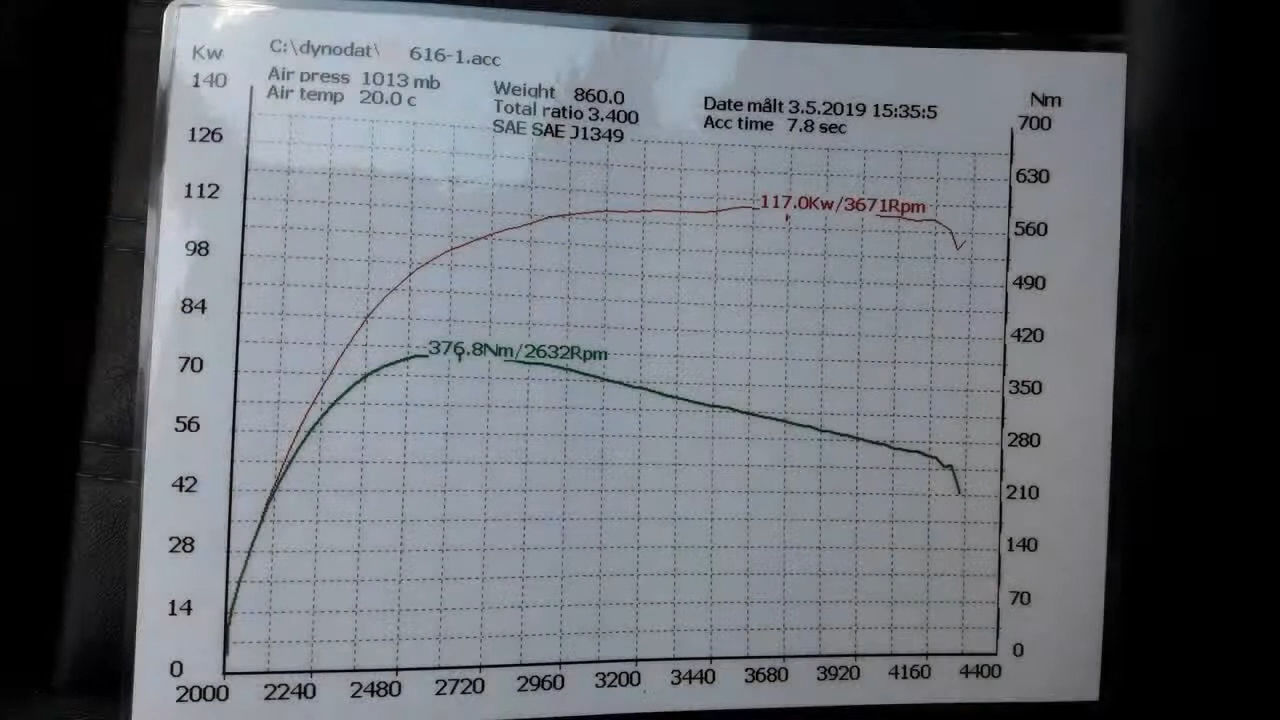 Kw
C:\dynodat\ 616-1.acc
140
Air press 1013 mb
Air temp 20.0 c
Weight 860.0
Total ratio 3.400
SAE SAE J1349
Date målt 3.5.2019 15:35:5
Acc time 7.8 sec
Nm
700
126
630
112
117.0Kw/3671Rpm
560
98
490
84
420
376.8Nm/2632Rpm
70
350
56
280
42
210
28
140
14
70
0
0
2000 2240 2480 2720 2960 3200 3440 3680 3920 4160 4400